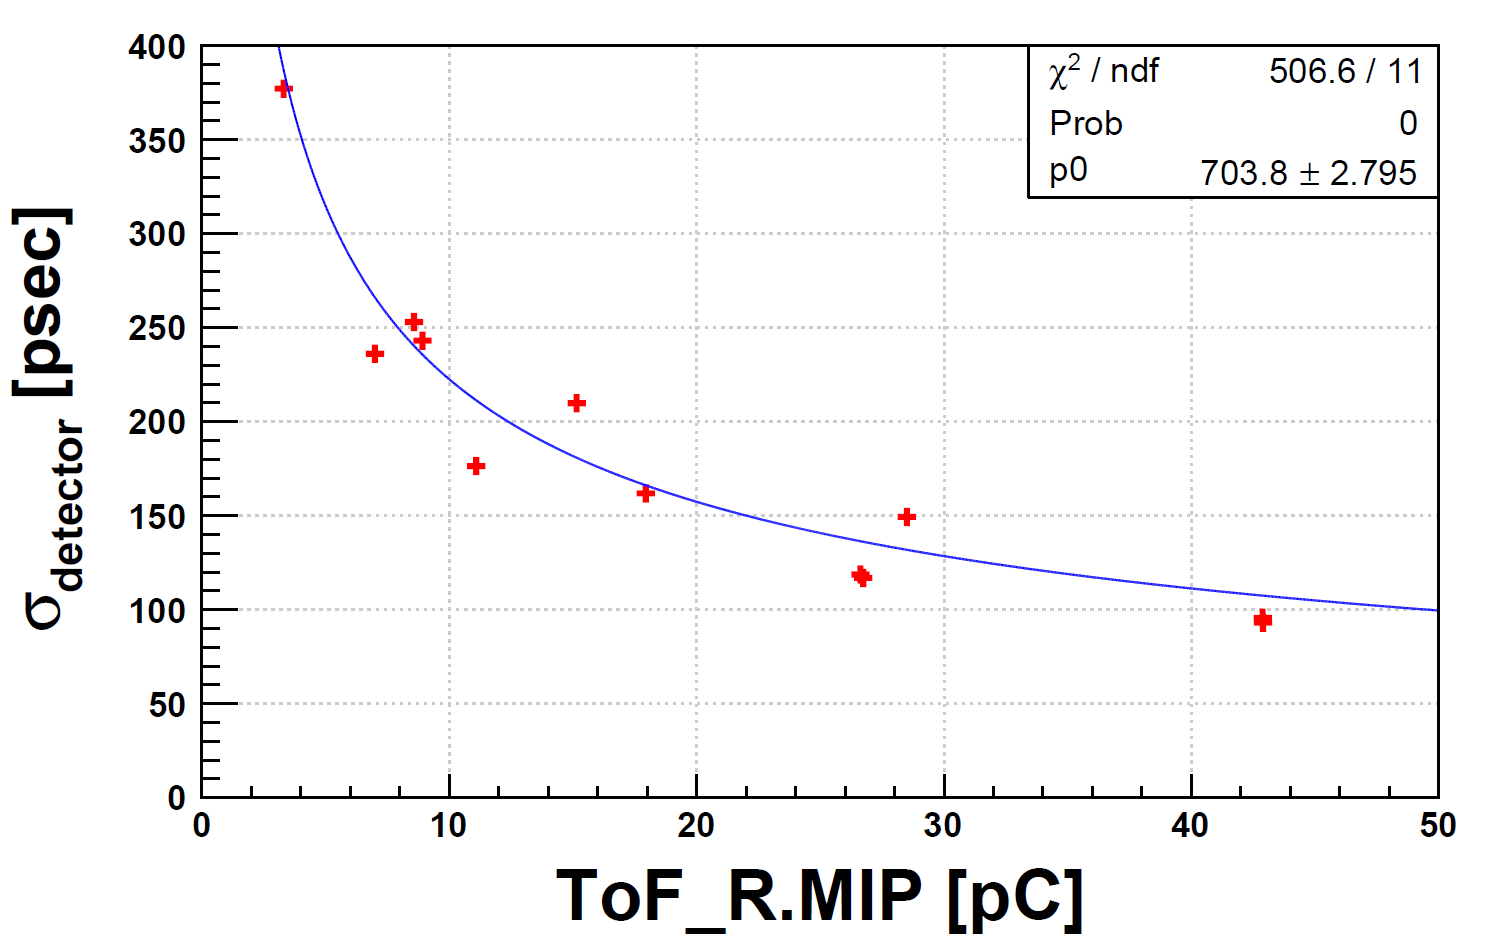 χ² / ndf 506.6 / 11
Prob 0
p0 703.8 ± 2.795
400
350
300
250
200
150
100
50
0
σdetector [psec]
0 10 20 30 40 50
ToF_R.MIP [pC]